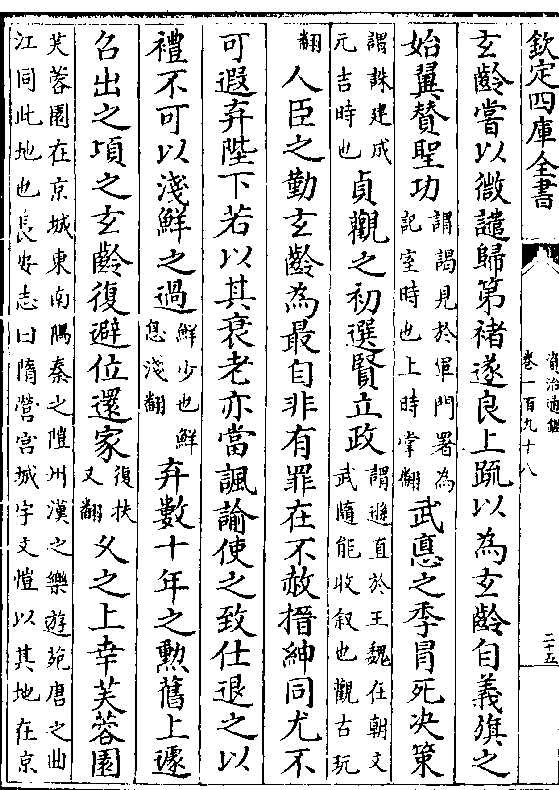 欽定四庫全書
資治通鑑
卷一百九十八
二十五
玄齡嘗以微譴歸第褚遂良上疏以為玄齡自義旗之
始翼賛聖功
謂謁見於軍門署為
記室時也上時掌翻
武悳之季冐死决策
謂誅建成
元吉時也
貞觀之初選賢立政
謂遜直於王魏任朝文
武隨能收叙也觀古玩
翻
人臣之勤玄齡為最自非有罪在不赦搢紳同尤不
可遐弃陛下若以其衰老亦當諷諭使之致仕退之以
禮不可以淺鮮之過
鮮少也鮮
息淺翻
弃數十年之勲舊上遽
召出之頃之玄齡復避位還家
復扶
又翻
乆之上幸芙蓉園
芙蓉園在京城東南隅秦之隑州漢之樂遊苑唐之曲
江同此地也長安志曰隋營宫城宇文愷以其地在京